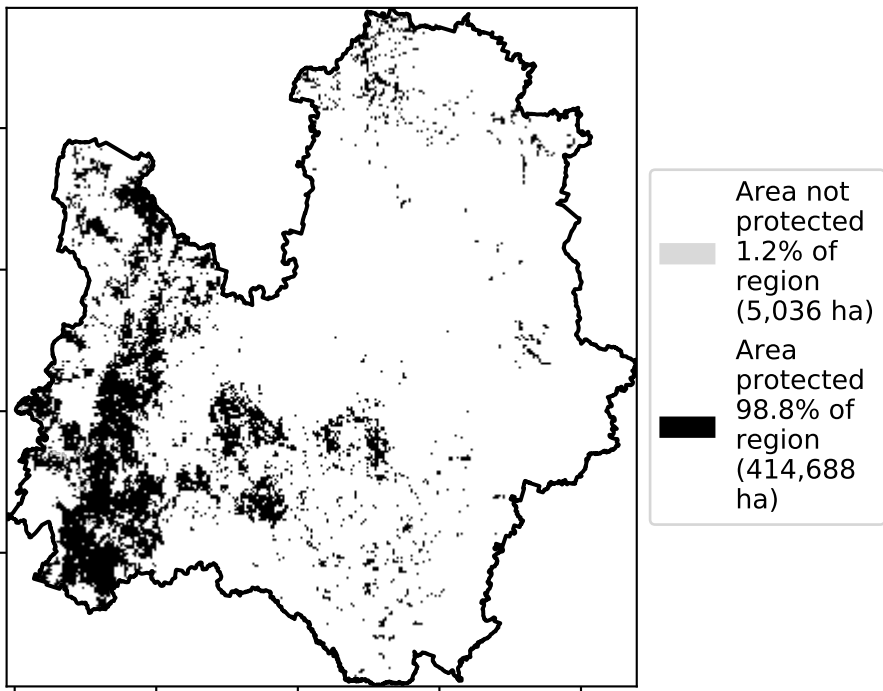 Area not
protected
1.2% of
region
(5,036 ha)
Area
protected
98.8% of
region
(414,688
ha)